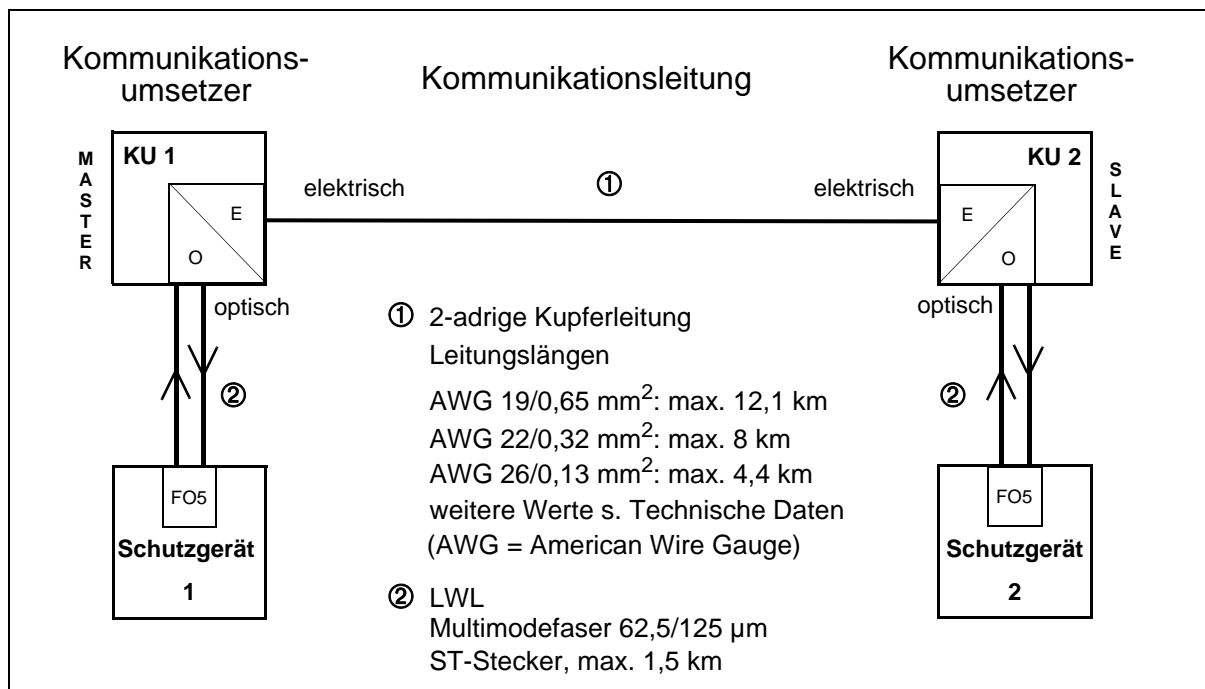 Kommunikations-
umsetzer
Kommunikationsleitung
Kommunikations-
umsetzer
MASTER
KU 1
E
O
elektrisch
①
elektrisch
KU 2
E
O
SLAVE
optisch
optisch
②
②
① 2-adrige Kupferleitung
Leitungslängen
AWG 19/0,65 mm²: max. 12,1 km
AWG 22/0,32 mm²: max. 8 km
AWG 26/0,13 mm²: max. 4,4 km
weitere Werte s. Technische Daten
(AWG = American Wire Gauge)
② LWL
Multimodefaser 62,5/125 µm
ST-Stecker, max. 1,5 km
FO5
Schutzgerät
1
FO5
Schutzgerät
2